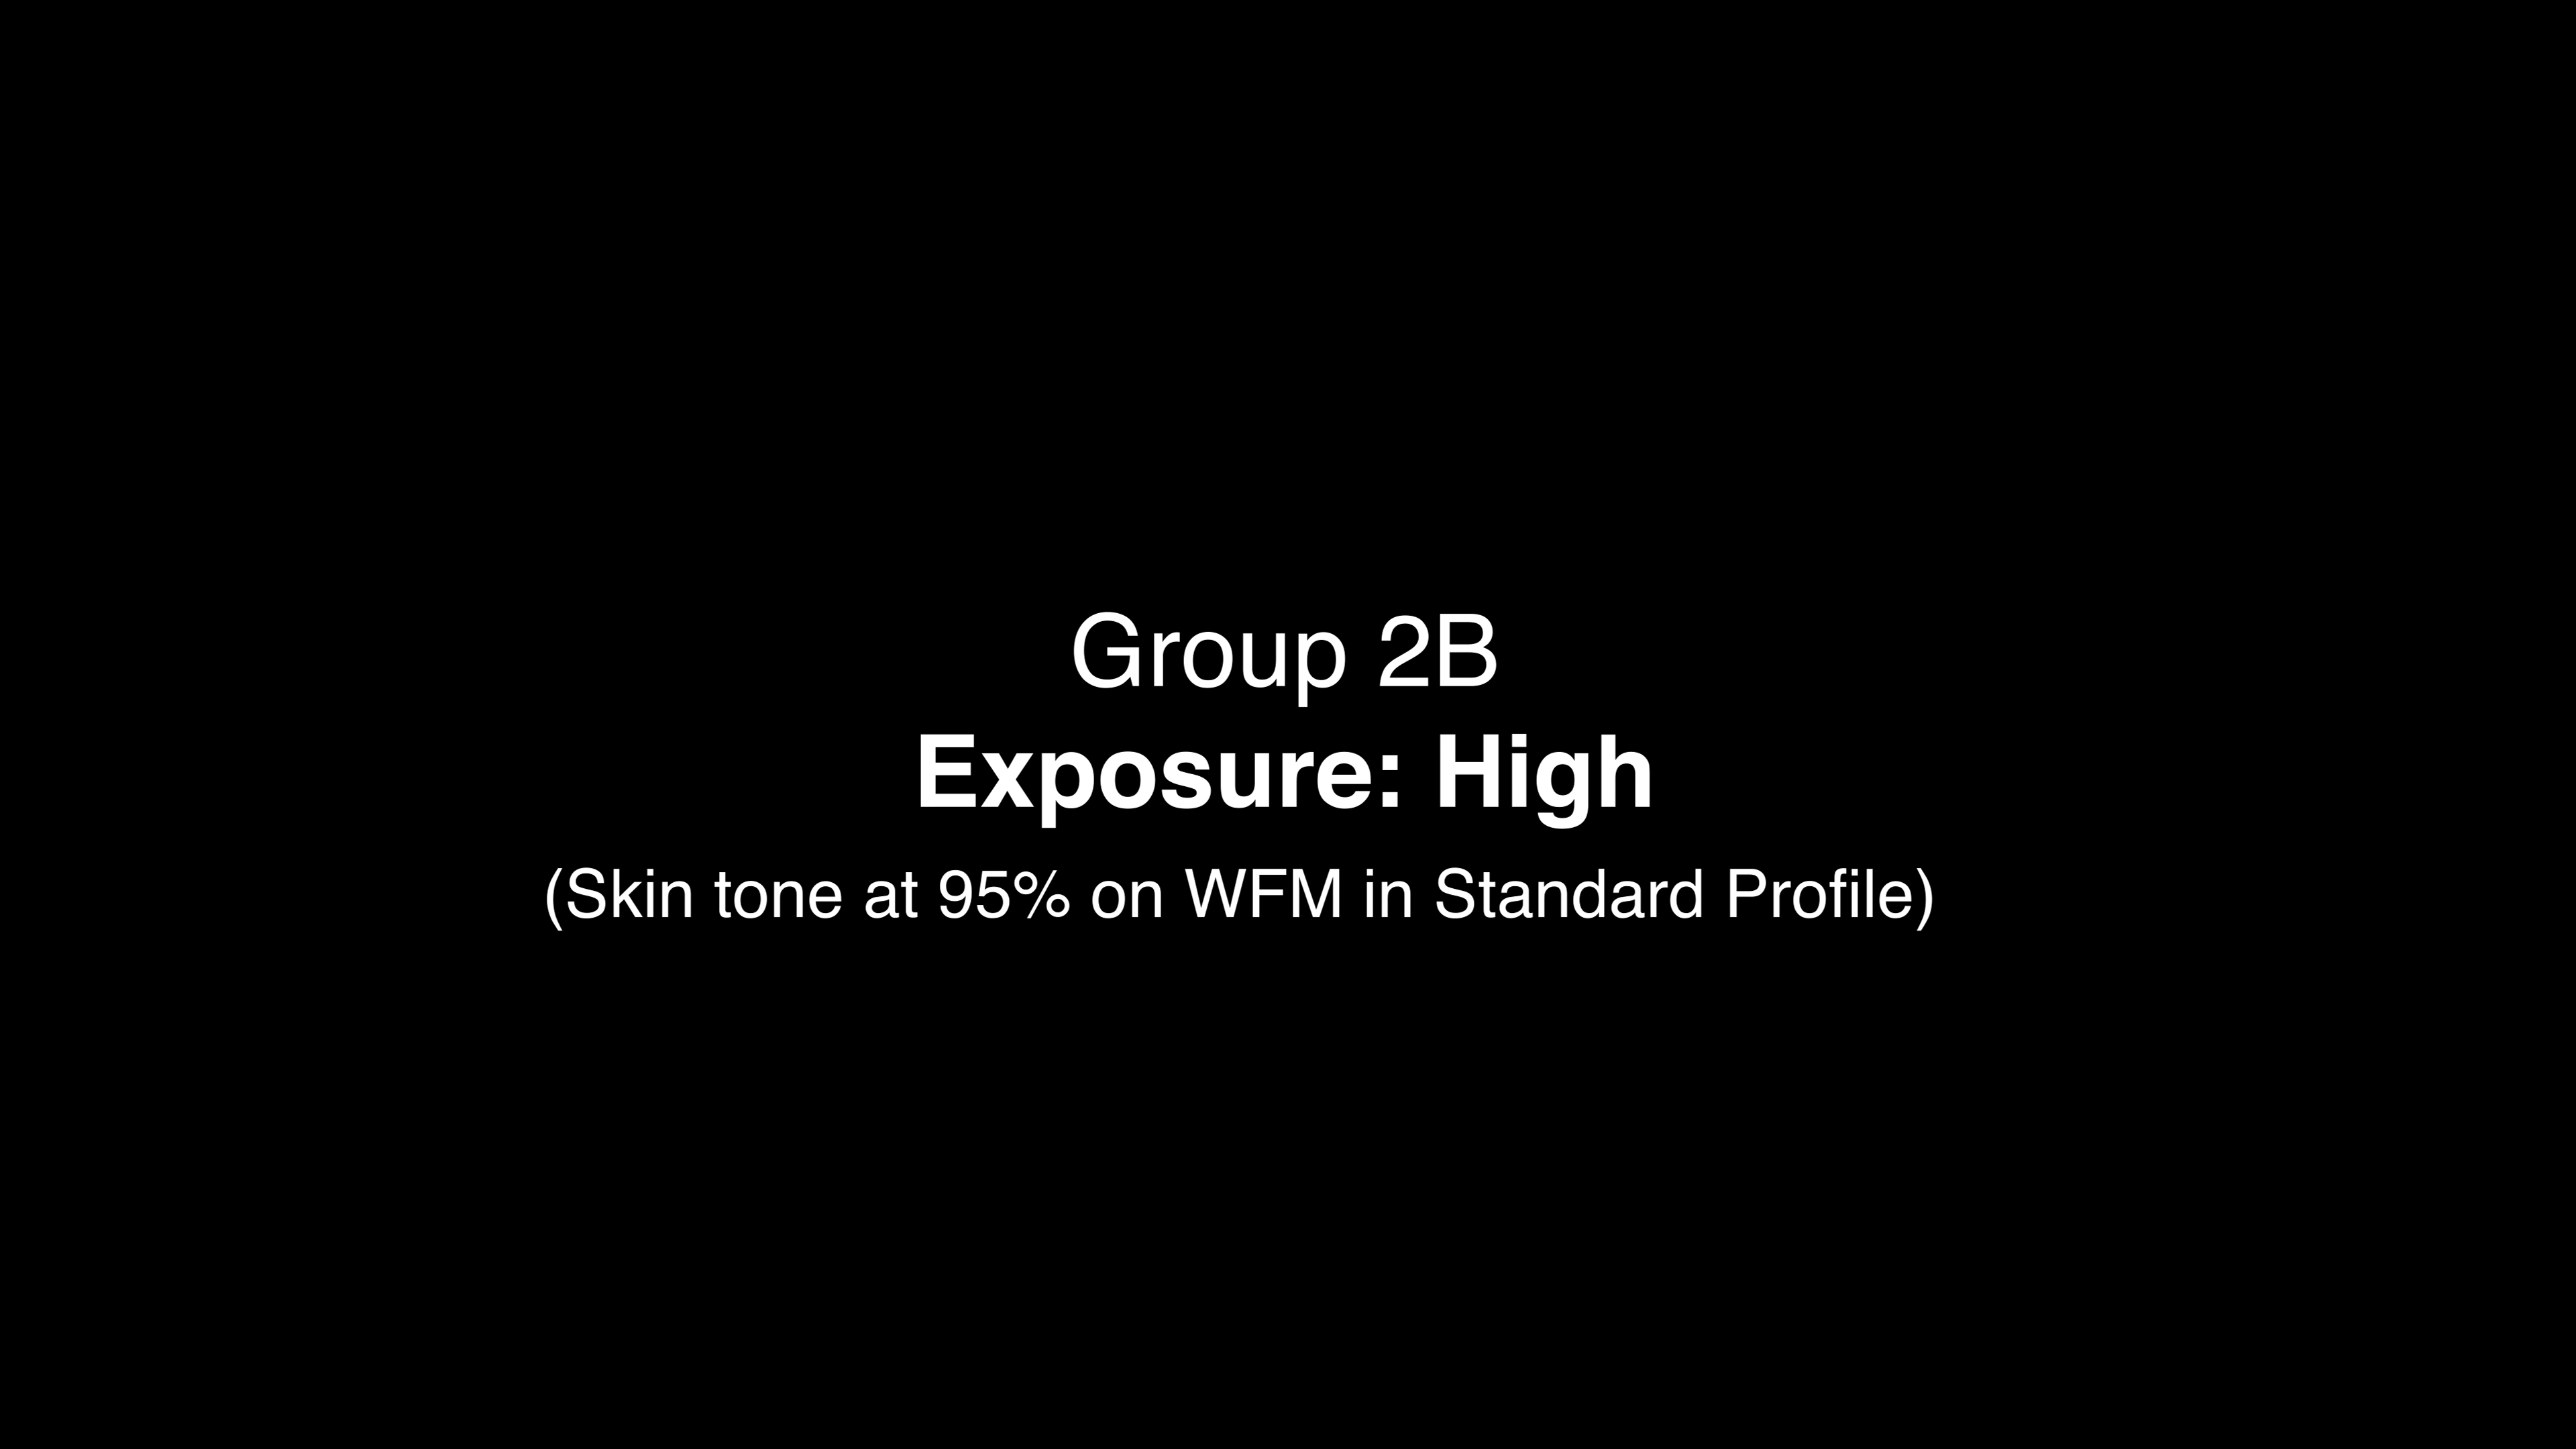 Group 2B
Exposure: High
(Skin tone at 95% on WFM in Standard Profile)